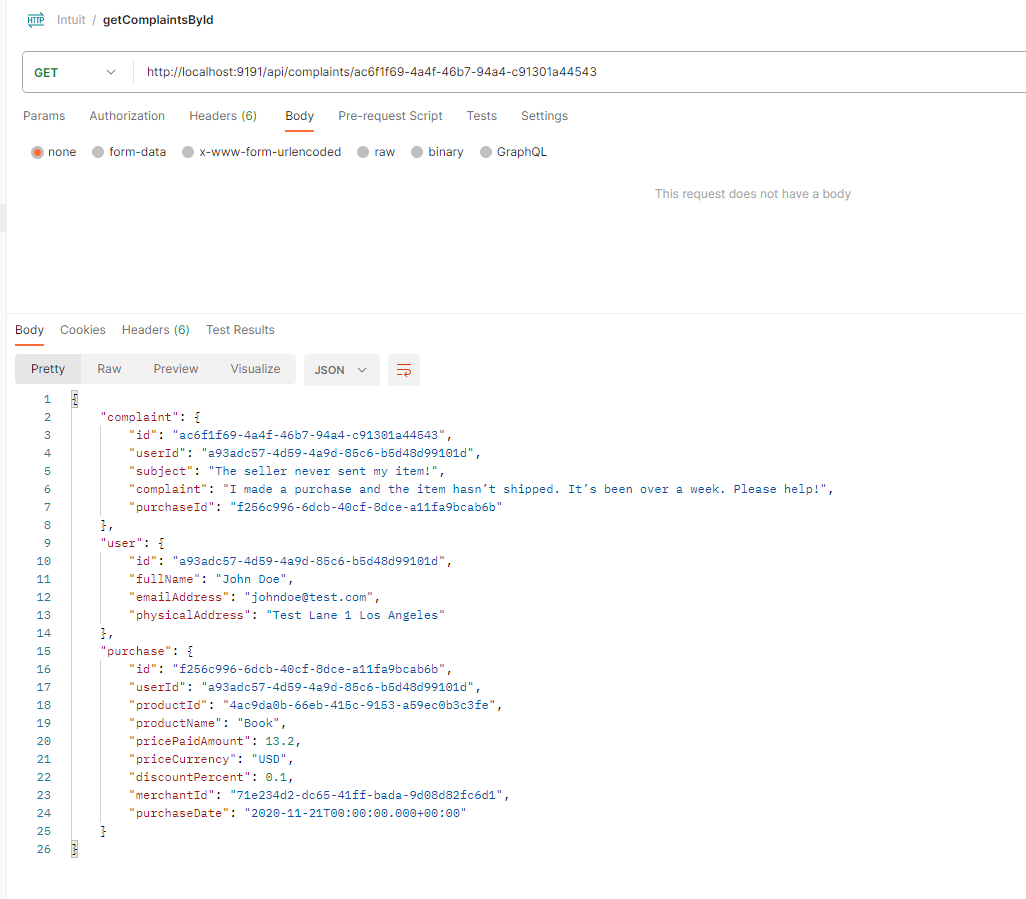 HTTP Intuit / getComplaintsById
GET http://localhost:9191/api/complaints/ac6f1f69-4a4f-46b7-94a4-c91301a44543
Params Authorization Headers (6) Body Pre-request Script Tests Settings
none form-data x-www-form-urlencoded raw binary GraphQL
This request does not have a body
Body Cookies Headers (6) Test Results
Pretty Raw Preview Visualize JSON
1 {
2 "complaint": {
3 "id": "ac6f1f69-4a4f-46b7-94a4-c91301a44543",
4 "userId": "a93adc57-4d59-4a9d-85c6-b5d48d99101d",
5 "subject": "The seller never sent my item!",
6 "complaint": "I made a purchase and the item hasn’t shipped. It’s been over a week. Please help!",
7 "purchaseId": "f256c996-6dcb-40cf-8dce-a11fa9bcab6b"
8 },
9 "user": {
10 "id": "a93adc57-4d59-4a9d-85c6-b5d48d99101d",
11 "fullName": "John Doe",
12 "emailAddress": "johndoe@test.com",
13 "physicalAddress": "Test Lane 1 Los Angeles"
14 },
15 "purchase": {
16 "id": "f256c996-6dcb-40cf-8dce-a11fa9bcab6b",
17 "userId": "a93adc57-4d59-4a9d-85c6-b5d48d99101d",
18 "productId": "4ac9da0b-66eb-415c-9153-a59ec0b3c3fe",
19 "productName": "Book",
20 "pricePaidAmount": 13.2,
21 "priceCurrency": "USD",
22 "discountPercent": 0.1,
23 "merchantId": "71e234d2-dc65-41ff-bada-9d08d82fc6d1",
24 "purchaseDate": "2020-11-21T00:00:00.000+00:00"
25 }
26 }